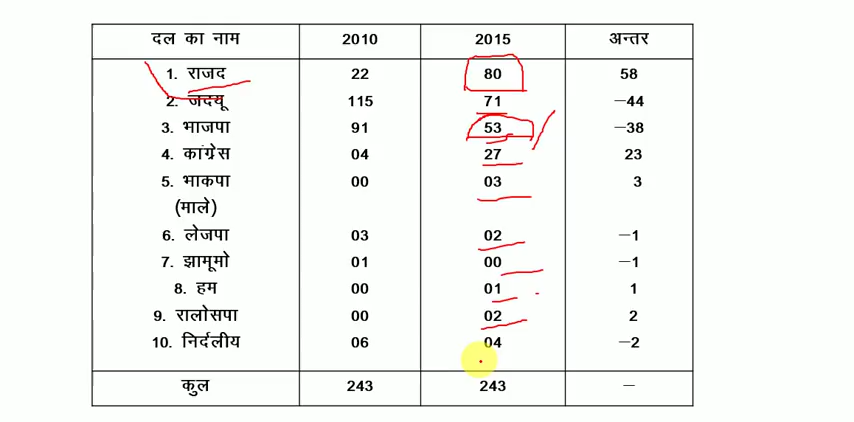 दल का नाम 2010 2015 अन्तर
1. राजद 22 80 58
2. जदयू 115 71 −44
3. भाजपा 91 53 −38
4. कांग्रेस 04 27 23
5. भाकपा 00 03 3
(माले)
6. लेजपा 03 02 −1
7. झामूमो 01 00 −1
8. हम 00 01 1
9. रालोसपा 00 02 2
10. निर्दलीय 06 04 −2
कुल 243 243 −